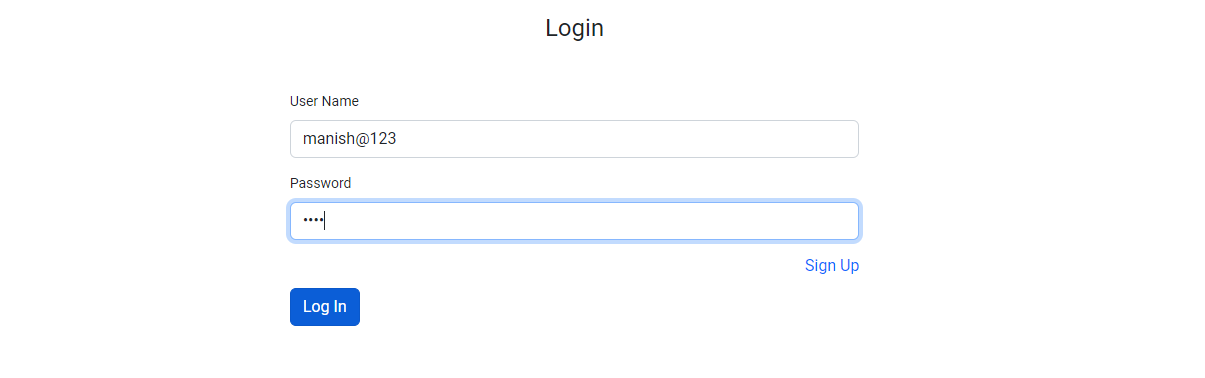 Login
User Name
manish@123
Password
••••
Sign Up
Log In